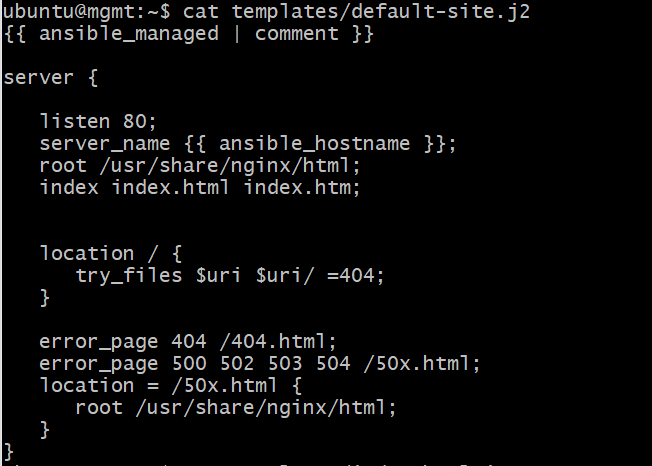 ubuntu@mgmt:~$ cat templates/default-site.j2
{{ ansible_managed | comment }}
server {
listen 80;
server_name {{ ansible_hostname }};
root /usr/share/nginx/html;
index index.html index.htm;
location / {
try_files $uri $uri/ =404;
}
error_page 404 /404.html;
error_page 500 502 503 504 /50x.html;
location = /50x.html {
root /usr/share/nginx/html;
}
}